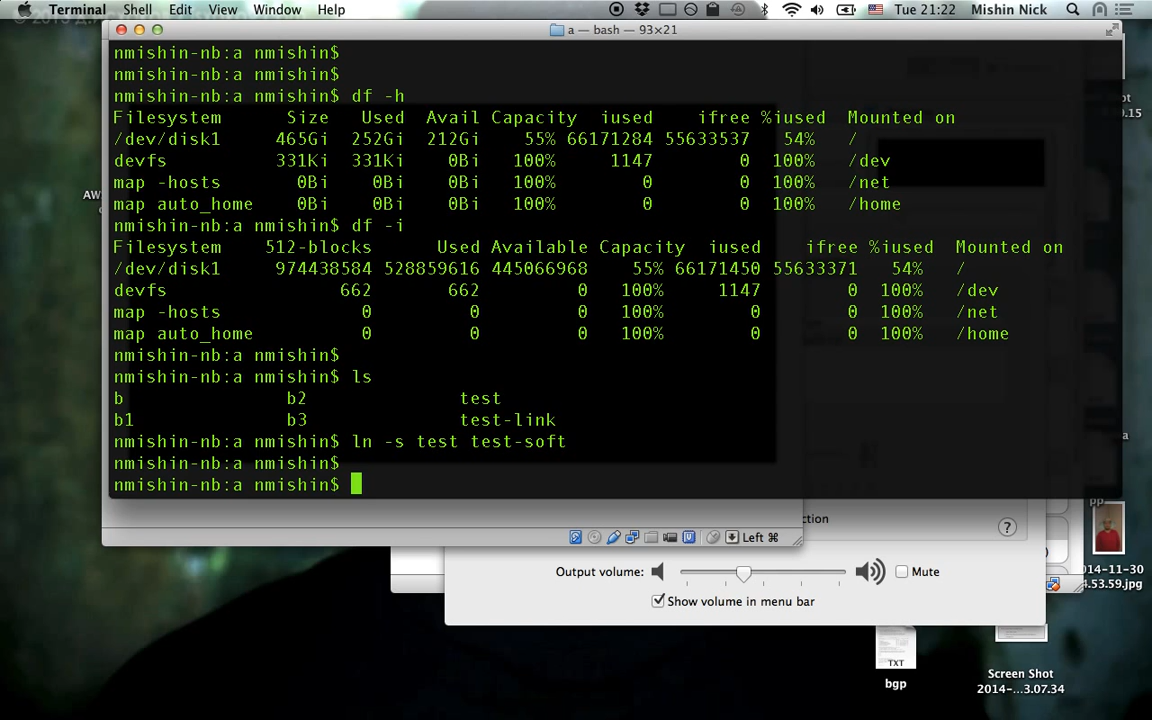 Terminal Shell Edit View Window Help Tue 21:22 Mishin Nick
a — bash — 93×21
nmishin-nb:a nmishin$
nmishin-nb:a nmishin$
nmishin-nb:a nmishin$ df -h
Filesystem Size Used Avail Capacity iused ifree %iused Mounted on
/dev/disk1 465Gi 252Gi 212Gi 55% 66171284 55633537 54% /
devfs 331Ki 331Ki 0Bi 100% 1147 0 100% /dev
map -hosts 0Bi 0Bi 0Bi 100% 0 0 100% /net
map auto_home 0Bi 0Bi 0Bi 100% 0 0 100% /home
nmishin-nb:a nmishin$ df -i
Filesystem 512-blocks Used Available Capacity iused ifree %iused Mounted on
/dev/disk1 974438584 528859616 445066968 55% 66171450 55633371 54% /
devfs 662 662 0 100% 1147 0 100% /dev
map -hosts 0 0 0 100% 0 0 100% /net
map auto_home 0 0 0 100% 0 0 100% /home
nmishin-nb:a nmishin$
nmishin-nb:a nmishin$ ls
b b2 test
b1 b3 test-link
nmishin-nb:a nmishin$ ln -s test test-soft
nmishin-nb:a nmishin$
nmishin-nb:a nmishin$
Left ⌘
ction ?
Output volume: Mute
Show volume in menu bar
AW
pp
014-11-30
4.53.59.jpg
TXT
bgp
Screen Shot
2014-...3.07.34